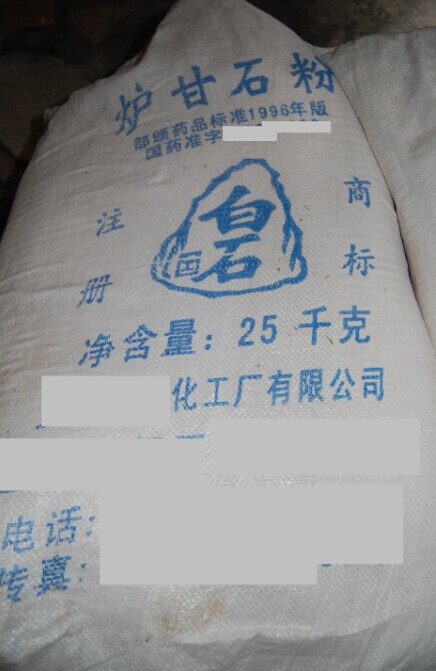 炉甘石粉
部颁药品标准1996年版
国药准字
白石
注册
商标
净含量：25千克
化工厂有限公司
电话：
传真：